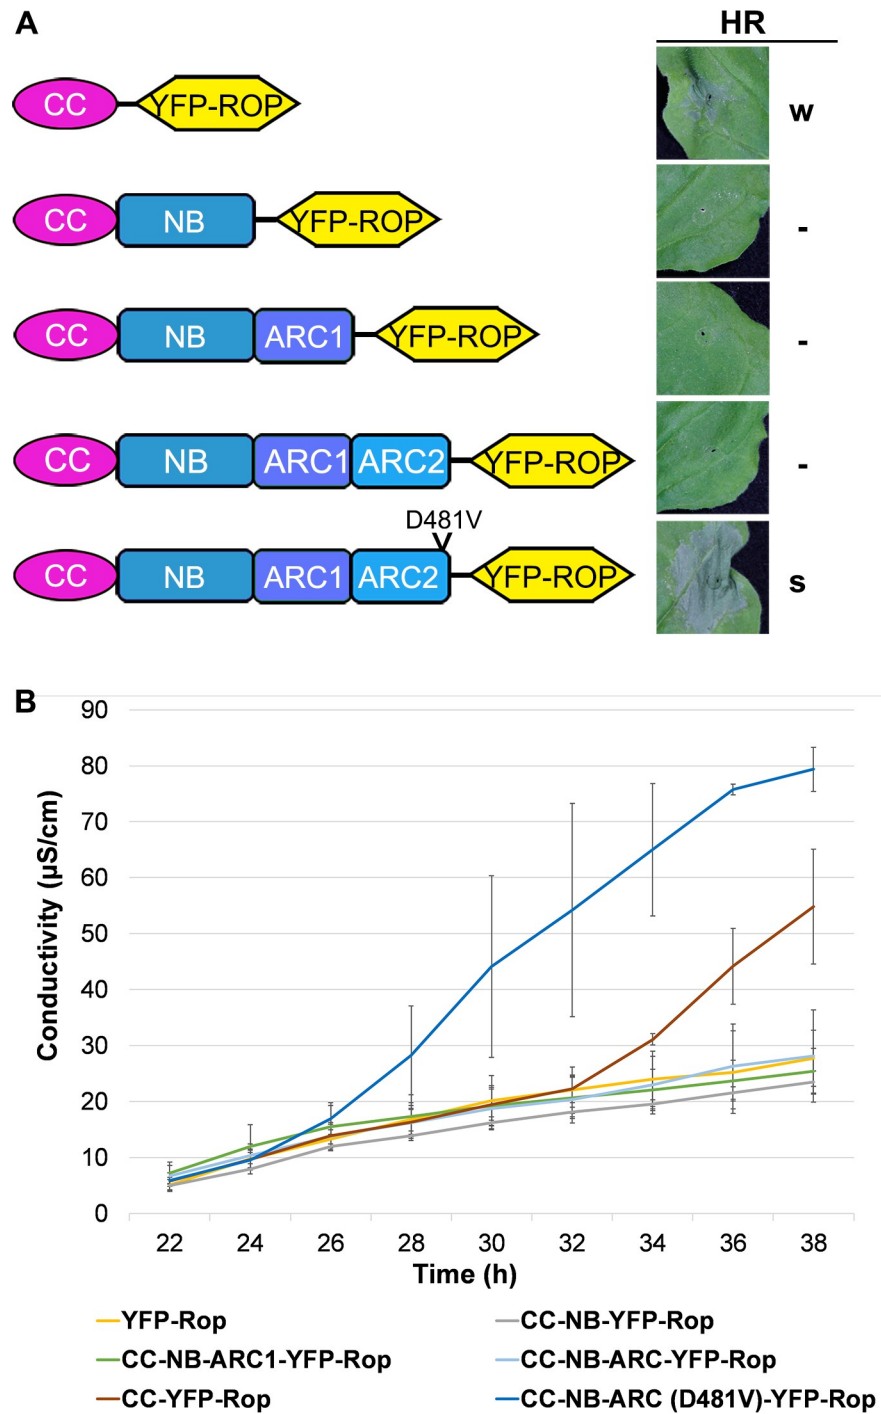 A HR
CC YFP-ROP w
CC NB YFP-ROP -
CC NB ARC1 YFP-ROP -
CC NB ARC1 ARC2 YFP-ROP -
D481V
CC NB ARC1 ARC2 YFP-ROP s
B
90
80
70
60
50
40
30
20
10
0
Conductivity (μS/cm)
22 24 26 28 30 32 34 36 38
Time (h)
YFP-Rop CC-NB-YFP-Rop
CC-NB-ARC1-YFP-Rop CC-NB-ARC-YFP-Rop
CC-YFP-Rop CC-NB-ARC (D481V)-YFP-Rop